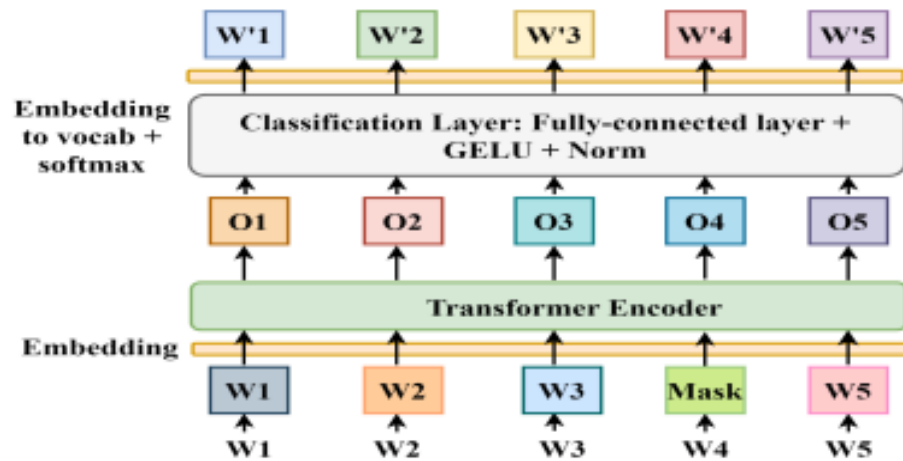 W'1 W'2 W'3 W'4 W'5
Embedding
to vocab +
softmax
Classification Layer: Fully-connected layer +
GELU + Norm
O1 O2 O3 O4 O5
Transformer Encoder
Embedding
W1 W2 W3 Mask W5
W1 W2 W3 W4 W5